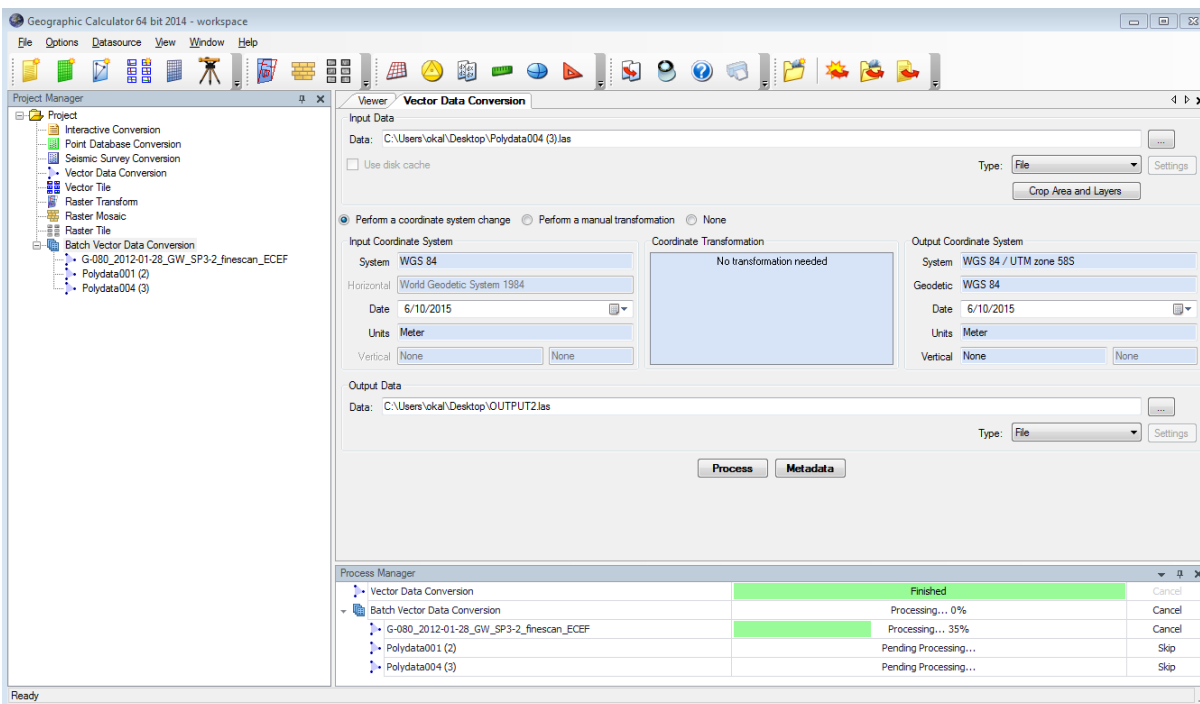 Geographic Calculator 64 bit 2014 - workspace
File Options Datasource View Window Help
Project Manager
Project
Interactive Conversion
Point Database Conversion
Seismic Survey Conversion
Vector Data Conversion
Vector Tile
Raster Transform
Raster Mosaic
Raster Tile
Batch Vector Data Conversion
G-080_2012-01-28_GW_SP3-2_finescan_ECEF
Polydata001 (2)
Polydata004 (3)
Viewer Vector Data Conversion
Input Data
Data: C:\Users\okal\Desktop\Polydata004 (3).las ...
Use disk cache Type: File Settings
Crop Area and Layers
Perform a coordinate system change Perform a manual transformation None
Input Coordinate System
System WGS 84
Horizontal World Geodetic System 1984
Date 6/10/2015
Units Meter
Vertical None None
Coordinate Transformation
No transformation needed
Output Coordinate System
System WGS 84 / UTM zone 58S
Geodetic WGS 84
Date 6/10/2015
Units Meter
Vertical None None
Output Data
Data: C:\Users\okal\Desktop\OUTPUT2.las ...
Type: File Settings
Process Metadata
Process Manager
Vector Data Conversion Finished Cancel
Batch Vector Data Conversion Processing... 0% Cancel
G-080_2012-01-28_GW_SP3-2_finescan_ECEF Processing... 35% Cancel
Polydata001 (2) Pending Processing... Skip
Polydata004 (3) Pending Processing... Skip
Ready